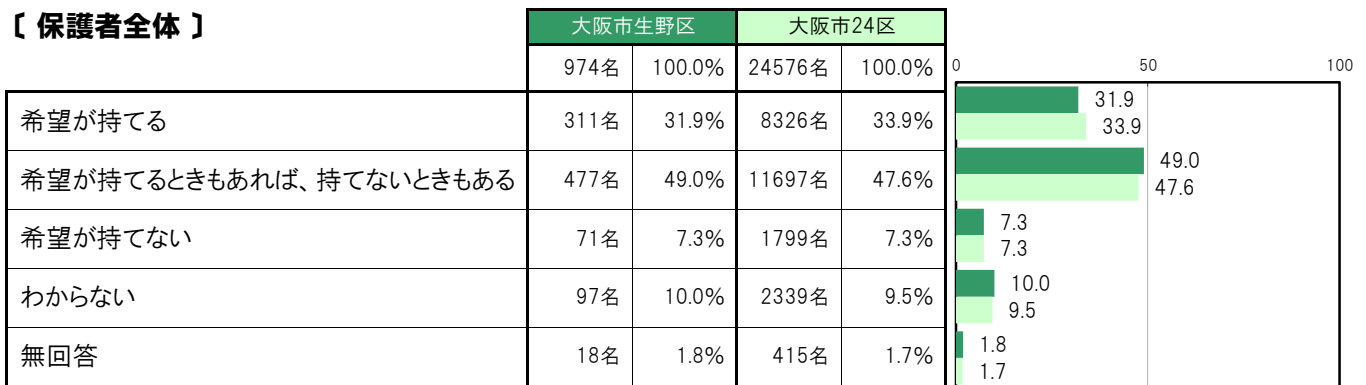 〔 保護者全体 〕
大阪市生野区 大阪市24区
974名 100.0% 24576名 100.0%
0 50 100
希望が持てる 311名 31.9% 8326名 33.9%
31.9
33.9
希望が持てるときもあれば、持てないときもある 477名 49.0% 11697名 47.6%
49.0
47.6
希望が持てない 71名 7.3% 1799名 7.3%
7.3
7.3
わからない 97名 10.0% 2339名 9.5%
10.0
9.5
無回答 18名 1.8% 415名 1.7%
1.8
1.7